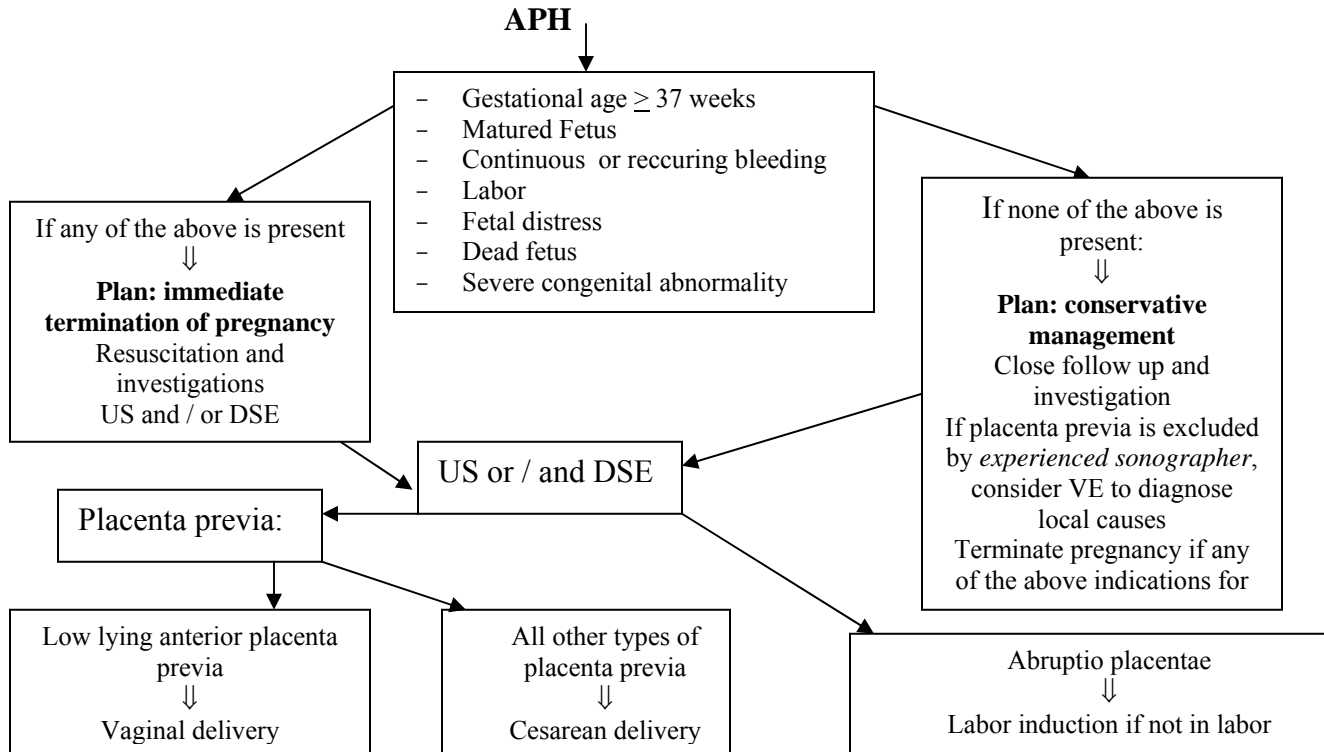 APH
- Gestational age ≥ 37 weeks
- Matured Fetus
- Continuous or reccuring bleeding
- Labor
- Fetal distress
- Dead fetus
- Severe congenital abnormality
If any of the above is present
⇓
Plan: immediate
termination of pregnancy
Resuscitation and
investigations
US and / or DSE
If none of the above is
present:
⇓
Plan: conservative
management
Close follow up and
investigation
If placenta previa is excluded
by experienced sonographer,
consider VE to diagnose
local causes
Terminate pregnancy if any
of the above indications for
US or / and DSE
Placenta previa:
Low lying anterior placenta
previa
⇓
Vaginal delivery
All other types of
placenta previa
⇓
Cesarean delivery
Abruptio placentae
⇓
Labor induction if not in labor